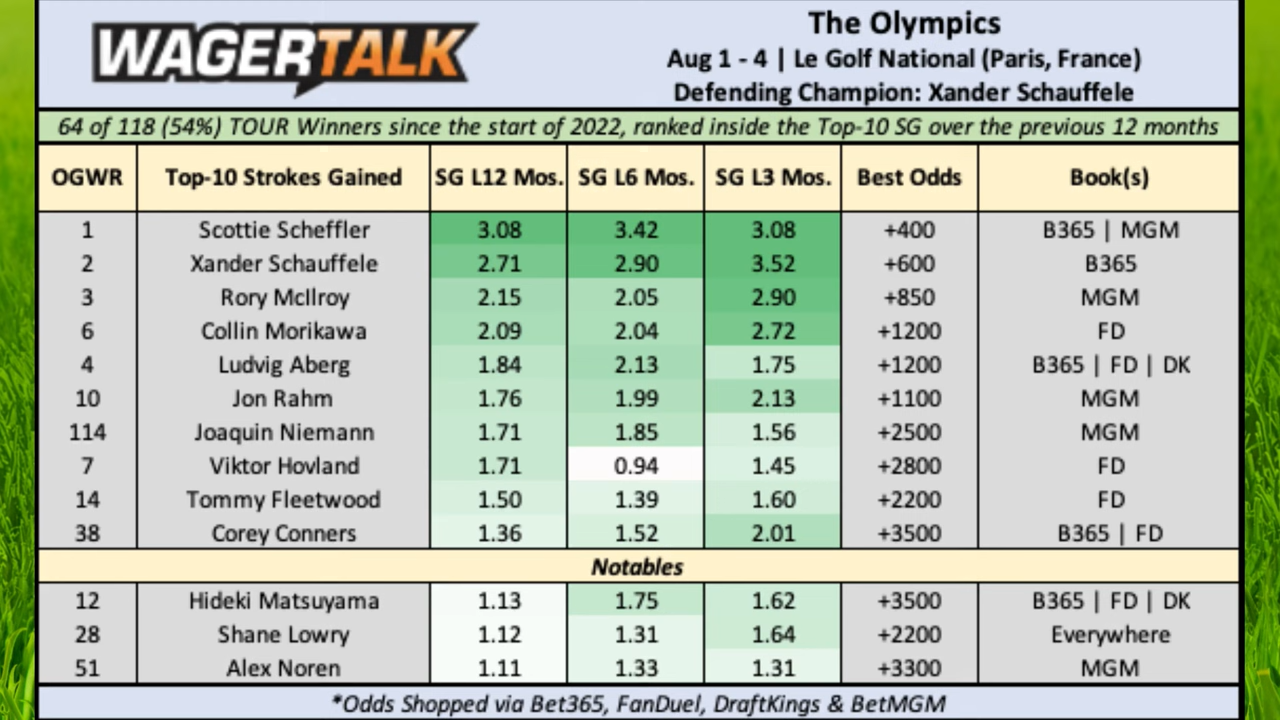 WAGERTALK
The Olympics
Aug 1 - 4 | Le Golf National (Paris, France)
Defending Champion: Xander Schauffele
64 of 118 (54%) TOUR Winners since the start of 2022, ranked inside the Top-10 SG over the previous 12 months
OGWR Top-10 Strokes Gained SG L12 Mos. SG L6 Mos. SG L3 Mos. Best Odds Book(s)
1 Scottie Scheffler 3.08 3.42 3.08 +400 B365 | MGM
2 Xander Schauffele 2.71 2.90 3.52 +600 B365
3 Rory McIlroy 2.15 2.05 2.90 +850 MGM
6 Collin Morikawa 2.09 2.04 2.72 +1200 FD
4 Ludvig Aberg 1.84 2.13 1.75 +1200 B365 | FD | DK
10 Jon Rahm 1.76 1.99 2.13 +1100 MGM
114 Joaquin Niemann 1.71 1.85 1.56 +2500 MGM
7 Viktor Hovland 1.71 0.94 1.45 +2800 FD
14 Tommy Fleetwood 1.50 1.39 1.60 +2200 FD
38 Corey Conners 1.36 1.52 2.01 +3500 B365 | FD
Notables
12 Hideki Matsuyama 1.13 1.75 1.62 +3500 B365 | FD | DK
28 Shane Lowry 1.12 1.31 1.64 +2200 Everywhere
51 Alex Noren 1.11 1.33 1.31 +3300 MGM
*Odds Shopped via Bet365, FanDuel, DraftKings & BetMGM